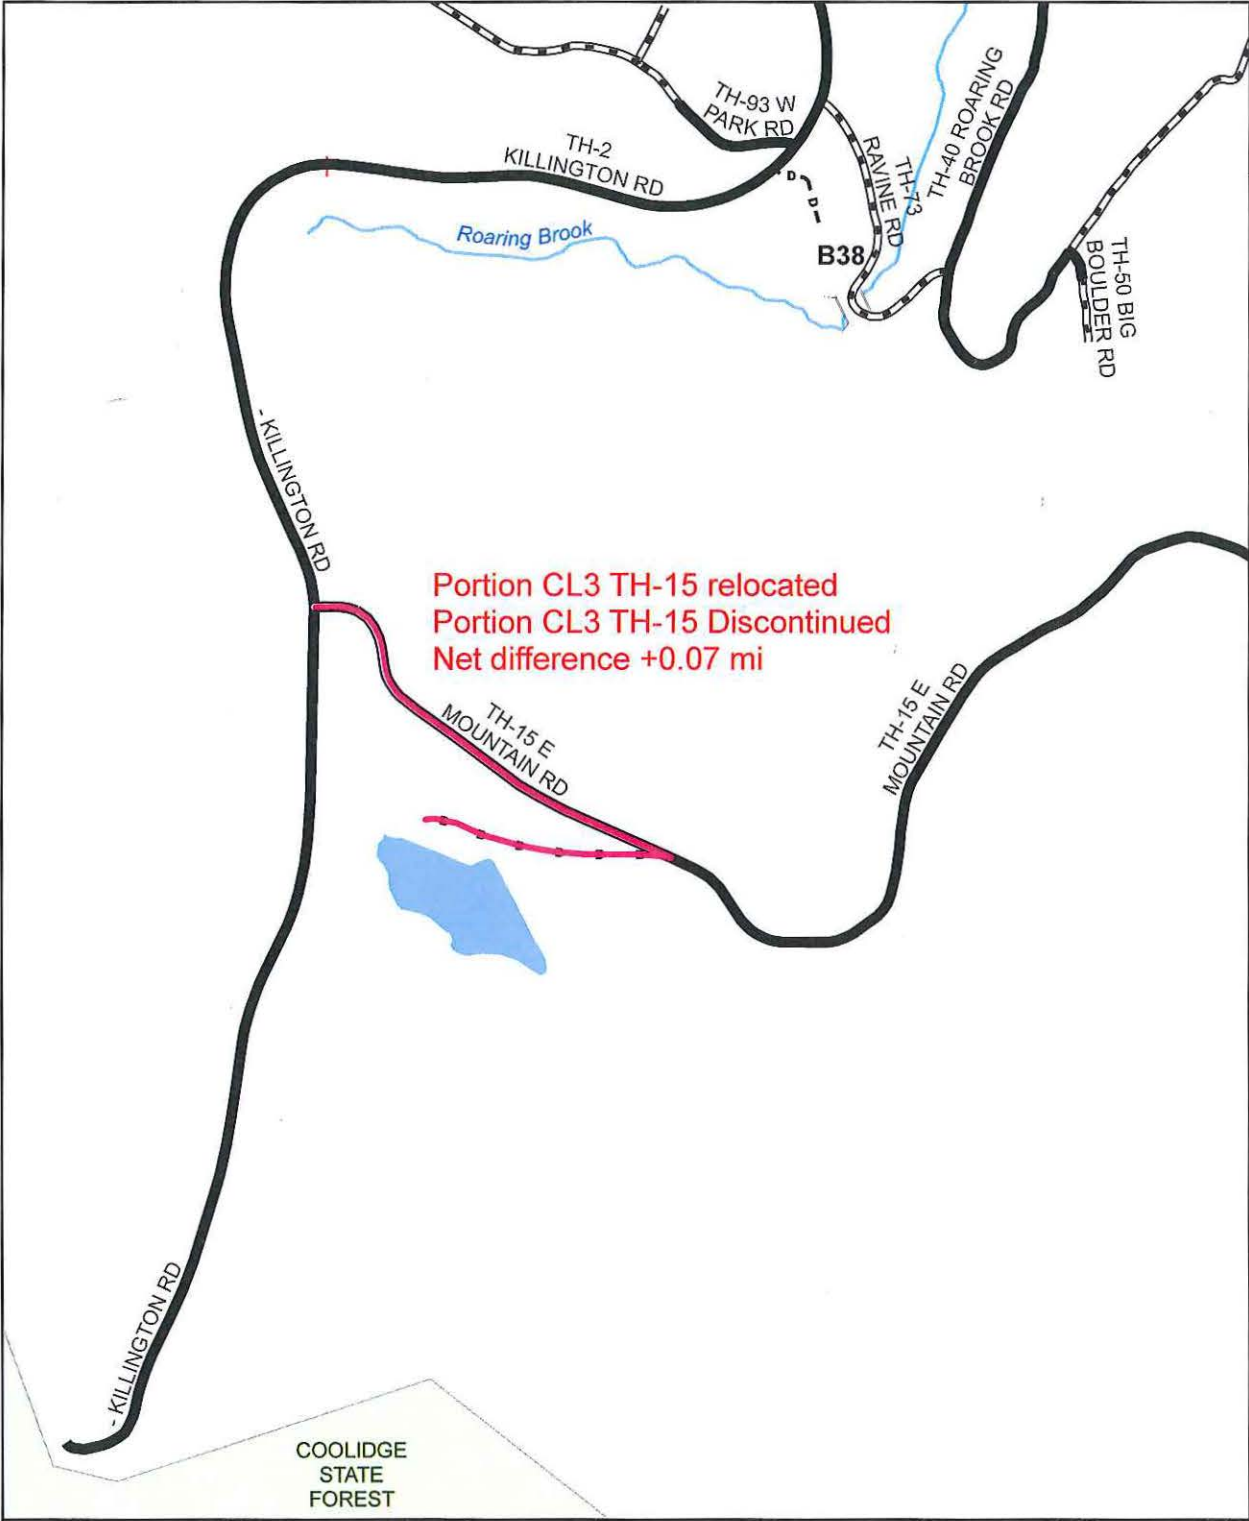 TH-93 W
PARK RD
TH-2
KILLINGTON RD
TH-73
RAVINE RD
TH-40 ROARING
BROOK RD
D
D
Roaring Brook
B38
TH-50 BIG
BOULDER RD
- KILLINGTON RD
Portion CL3 TH-15 relocated
Portion CL3 TH-15 Discontinued
Net difference +0.07 mi
TH-15 E
MOUNTAIN RD
TH-15 E
MOUNTAIN RD
- KILLINGTON RD
COOLIDGE
STATE
FOREST